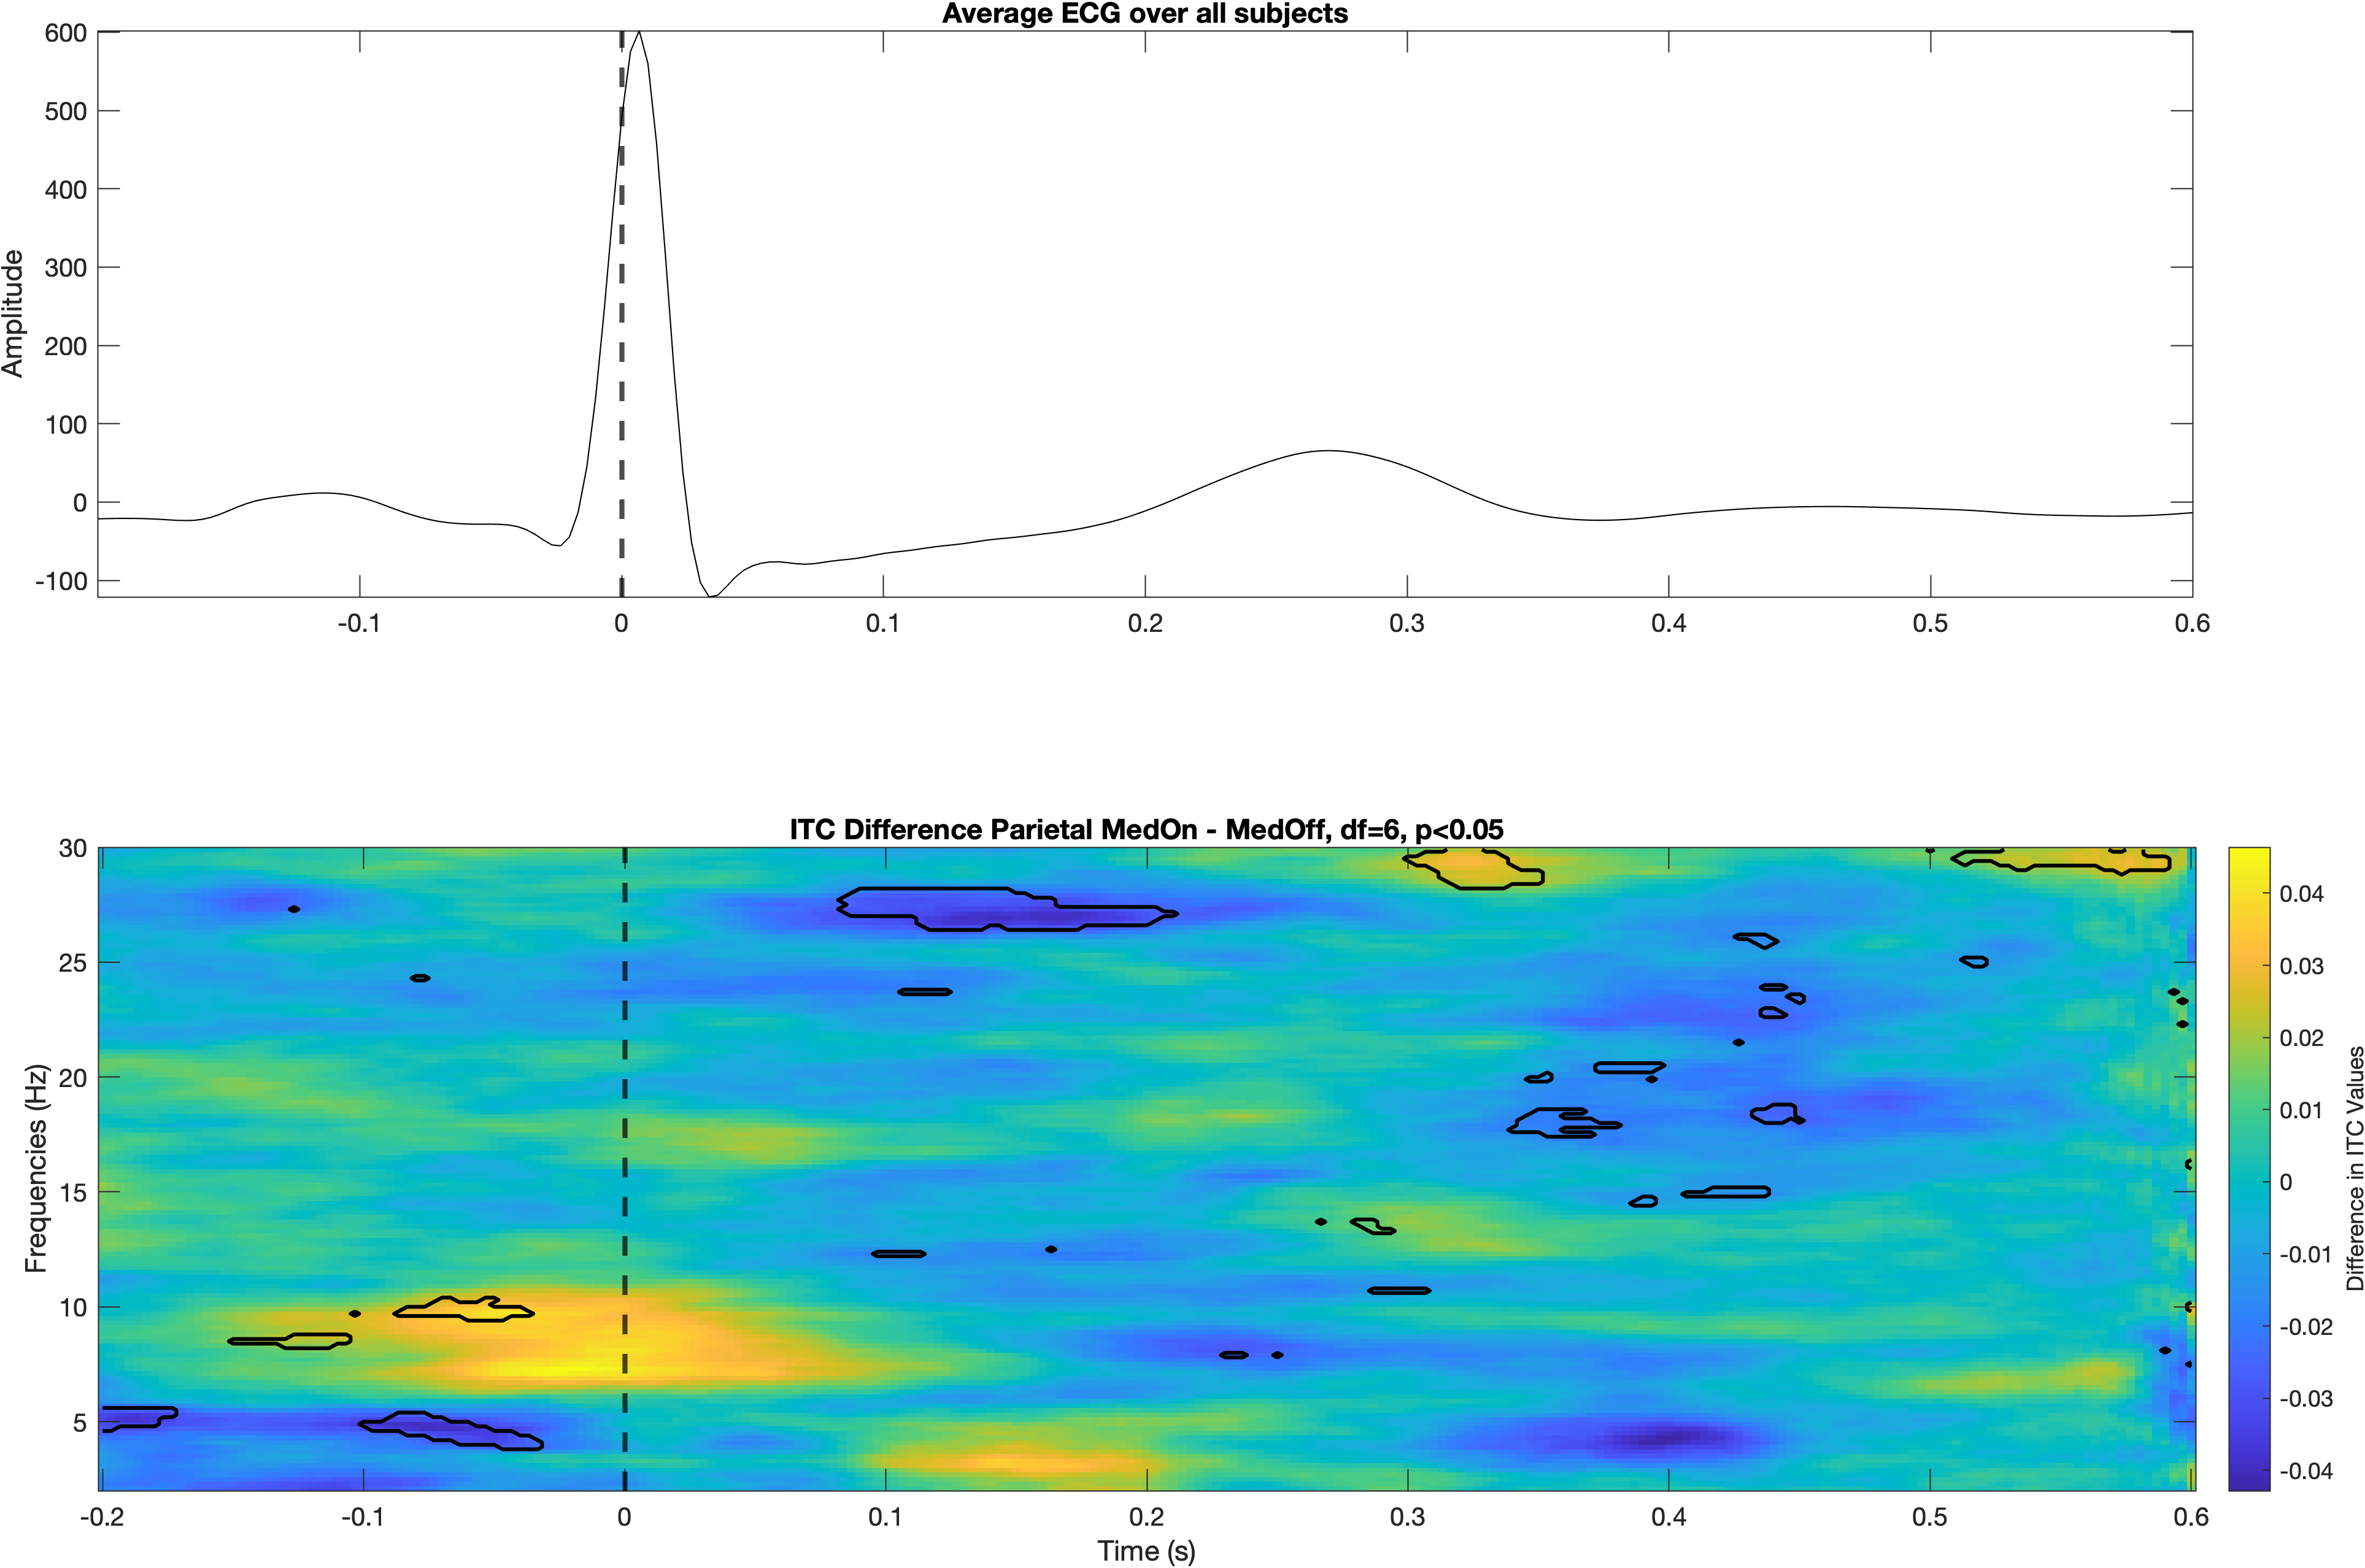 Average ECG over all subjects
600
500
400
300
200
100
0
-100
Amplitude
-0.1 0 0.1 0.2 0.3 0.4 0.5 0.6
ITC Difference Parietal MedOn - MedOff, df=6, p<0.05
30
25
20
15
10
5
Frequencies (Hz)
-0.2 -0.1 0 0.1 0.2 0.3 0.4 0.5 0.6
Time (s)
0.04
0.03
0.02
0.01
0
-0.01
-0.02
-0.03
-0.04
Difference in ITC Values